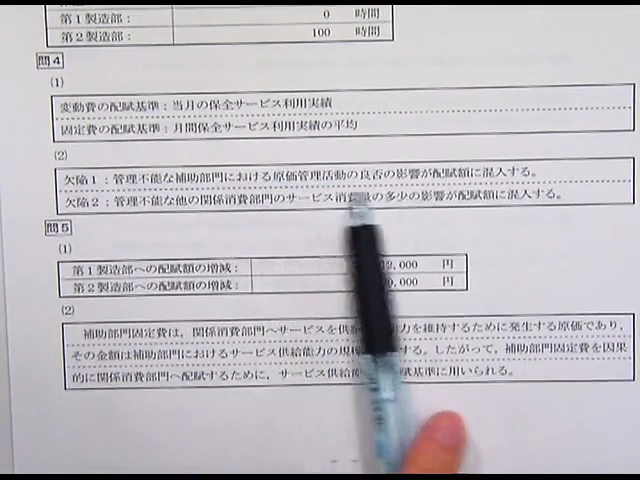 第1製造部： 0 時間
第2製造部： 100 時間
問4
(1)
変動費の配賦基準：当月の保全サービス利用実績
固定費の配賦基準：月間保全サービス利用実績の平均
(2)
欠陥1：管理不能な補助部門における原価管理活動の良否の影響が配賦額に混入する。
欠陥2：管理不能な他の関係消費部門のサービス消費量の多少の影響が配賦額に混入する。
問5
(1)
第1製造部への配賦額の増減： 2,000 円
第2製造部への配賦額の増減： 0,000 円
(2)
補助部門固定費は，関係消費部門へサービスを供給 力を維持するために発生する原価であり，
その金額は補助部門におけるサービス供給能力の規模 する。したがって，補助部門固定費を因果
的に関係消費部門へ配賦するために，サービス供給 賦基準に用いられる。